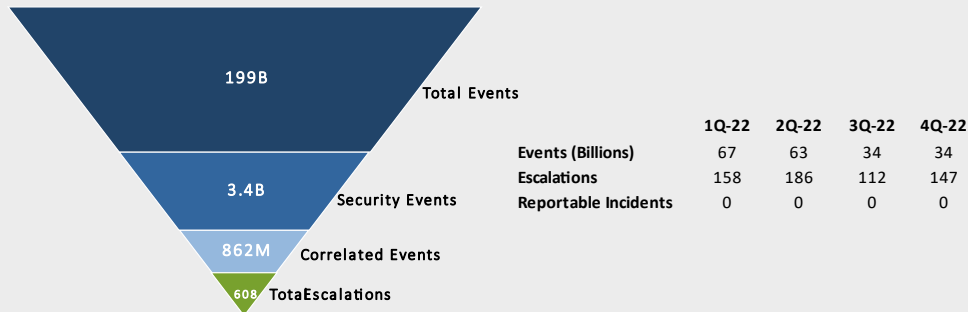 199B
Total Events
3.4B
Security Events
862M
Correlated Events
608
TotaEscalations
1Q-22 2Q-22 3Q-22 4Q-22
Events (Billions) 67 63 34 34
Escalations 158 186 112 147
Reportable Incidents 0 0 0 0